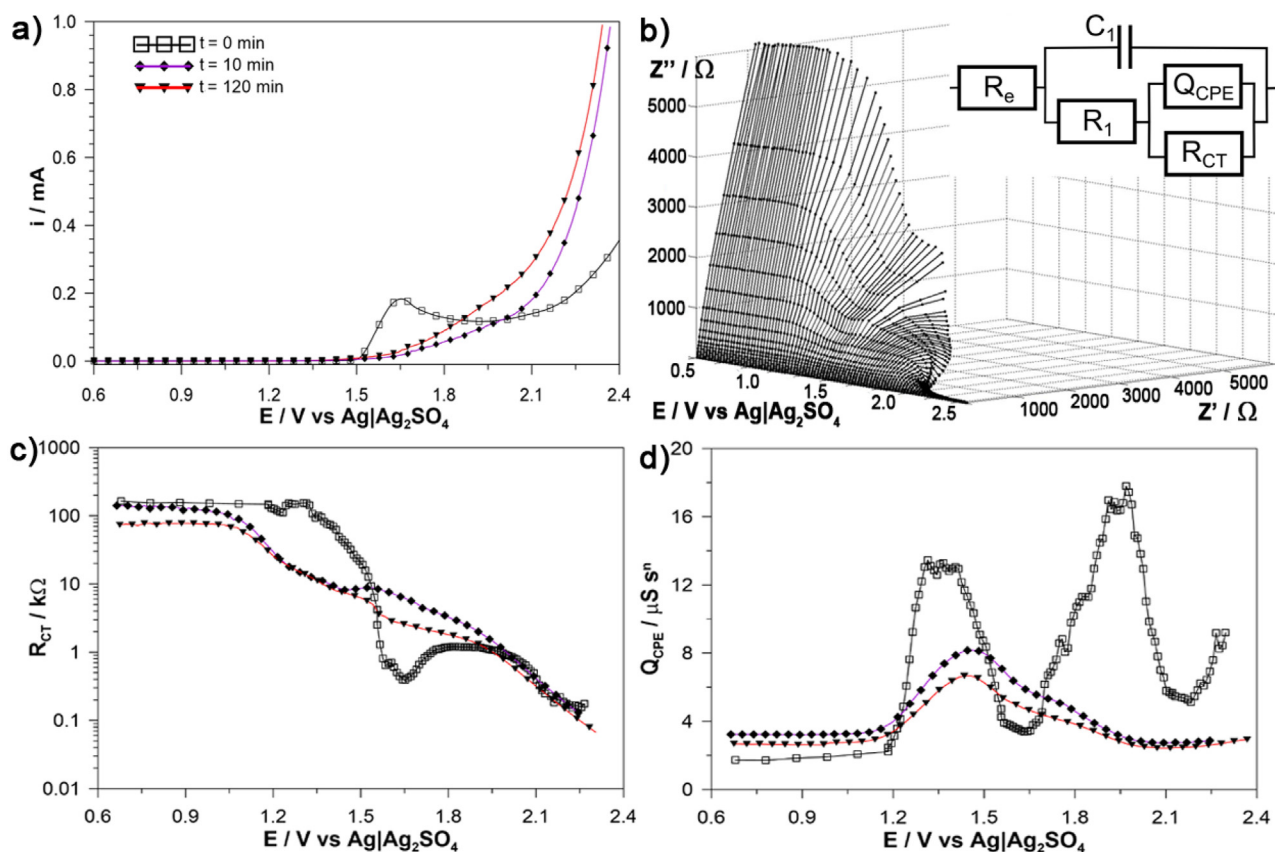 a)
1.0
0.8
0.6
0.4
0.2
0.0
i / mA
t = 0 min
t = 10 min
t = 120 min
0.6 0.9 1.2 1.5 1.8 2.1 2.4
E / V vs Ag|Ag₂SO₄
b)
Z'' / Ω
5000
4000
3000
2000
1000
0
0.5 1.0 1.5 2.0 2.5
E / V vs Ag|Ag₂SO₄
1000 2000 3000 4000 5000
Z' / Ω
C₁
Rₑ
R₁
Q_CPE
R_CT
c)
1000
100
10
1
0.1
0.01
R_CT / kΩ
0.6 0.9 1.2 1.5 1.8 2.1 2.4
E / V vs Ag|Ag₂SO₄
d)
20
16
12
8
4
0
Q_CPE / μS sⁿ
0.6 0.9 1.2 1.5 1.8 2.1 2.4
E / V vs Ag|Ag₂SO₄